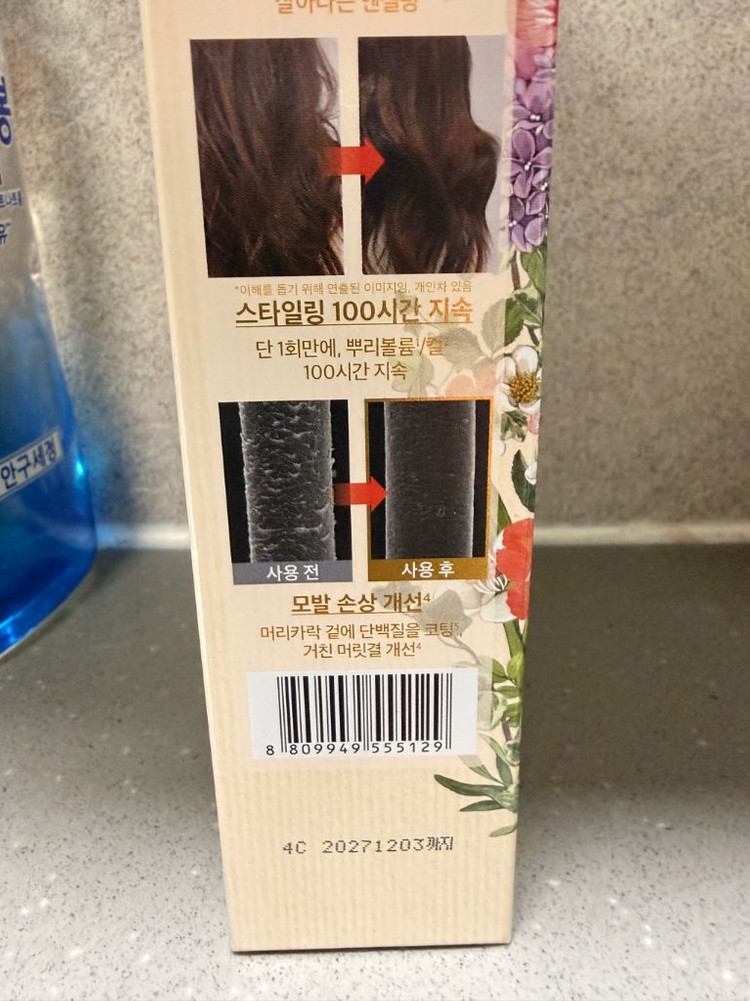 *이해를 돕기 위해 연출된 이미지임, 개인차 있음
스타일링 100시간 지속
단 1회만에, 뿌리볼륨¹/컬²
100시간 지속
사용 전
사용 후
모발 손상 개선⁴
머리카락 겉에 단백질을 코팅⁵,
거친 머릿결 개선⁴
8 809949 555129
4C 20271203까지
안구세정